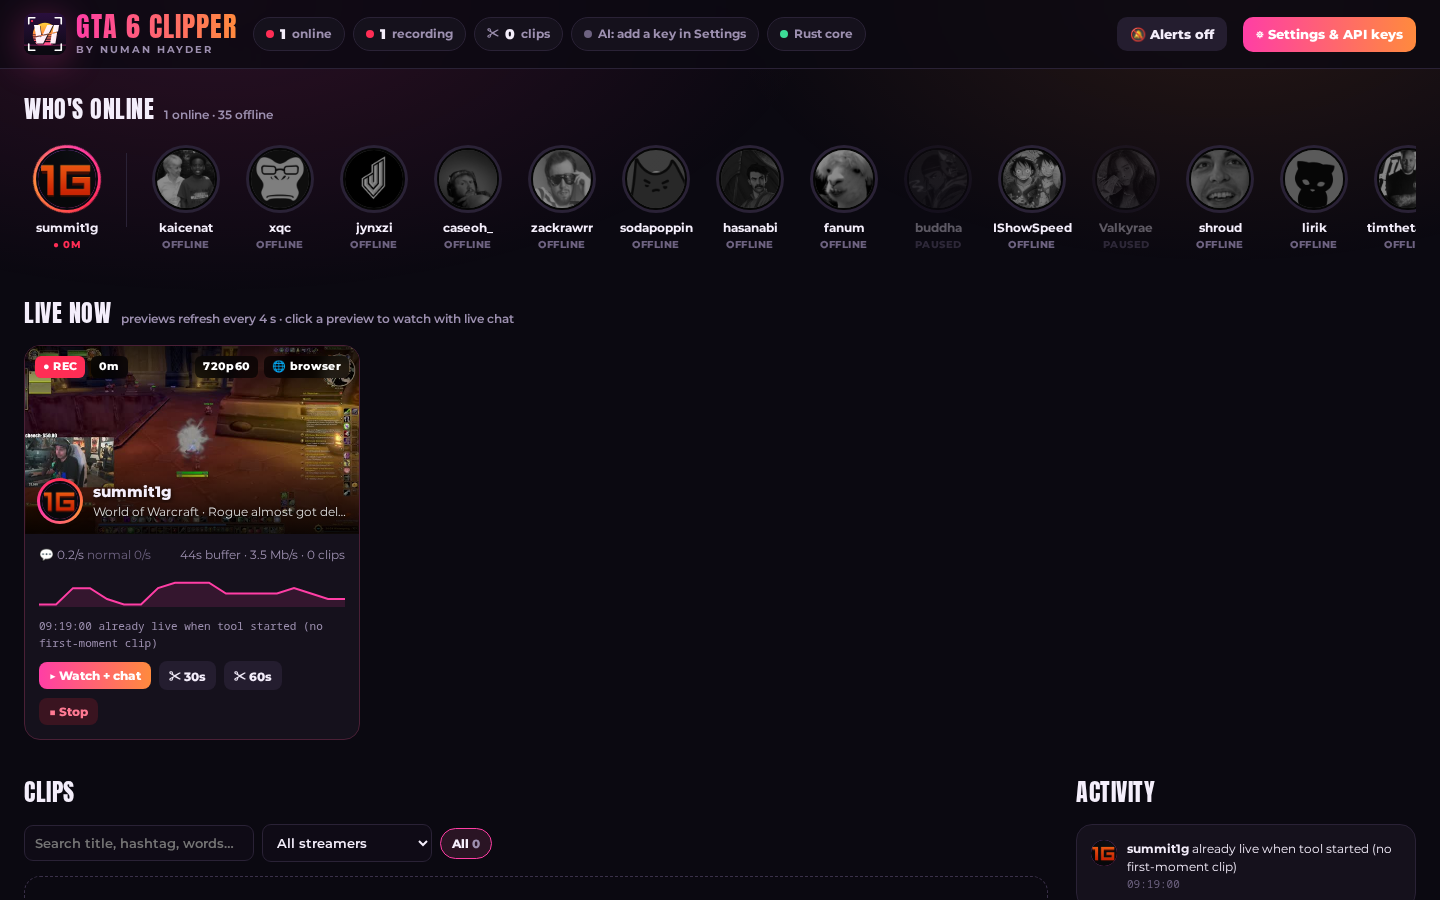 GTA 6 CLIPPER
BY NUMAN HAYDER
1 online
1 recording
0 clips
AI: add a key in Settings
Rust core
Alerts off
Settings & API keys
WHO'S ONLINE 1 online · 35 offline
1G
summit1g
● 0M
kaicenat
OFFLINE
xqc
OFFLINE
jynxzi
OFFLINE
caseoh_
OFFLINE
zackrawrr
OFFLINE
sodapoppin
OFFLINE
hasanabi
OFFLINE
fanum
OFFLINE
buddha
PAUSED
IShowSpeed
OFFLINE
Valkyrae
PAUSED
shroud
OFFLINE
lirik
OFFLINE
timthet
OFFLI
LIVE NOW previews refresh every 4 s · click a preview to watch with live chat
● REC 0m 720p60 browser
1G
summit1g
World of Warcraft · Rogue almost got del...
0.2/s normal 0/s 44s buffer · 3.5 Mb/s · 0 clips
09:19:00 already live when tool started (no
first-moment clip)
Watch + chat 30s 60s
Stop
CLIPS
Search title, hashtag, words...
All streamers
All 0
ACTIVITY
1G
summit1g already live when tool started (no
first-moment clip)
09:19:00